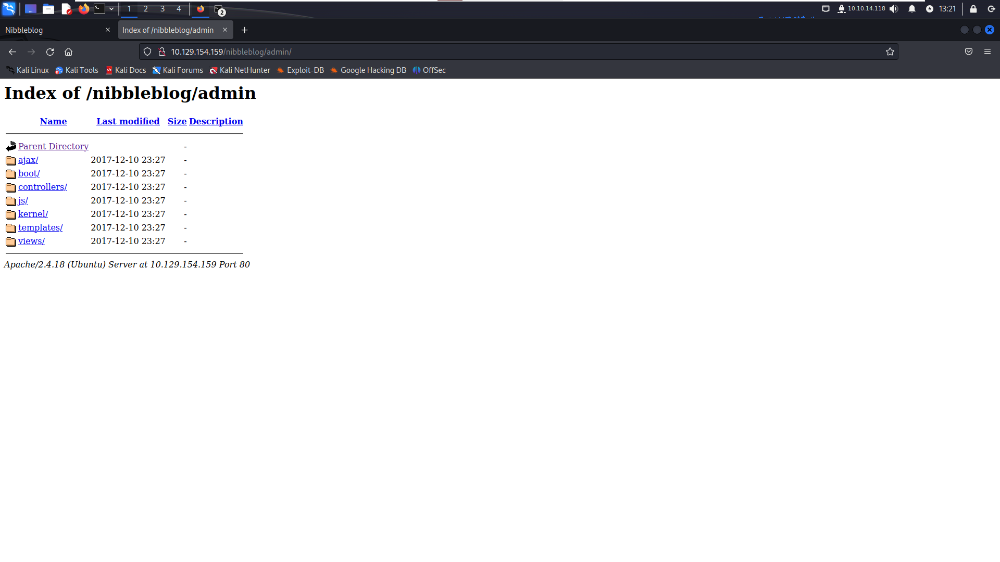 1 2 3 4 2 10.10.14.118 13:21
Nibbleblog Index of /nibbleblog/admin
10.129.154.159/nibbleblog/admin/
Kali Linux Kali Tools Kali Docs Kali Forums Kali NetHunter Exploit-DB Google Hacking DB OffSec
Index of /nibbleblog/admin
Name Last modified Size Description
Parent Directory -
ajax/ 2017-12-10 23:27 -
boot/ 2017-12-10 23:27 -
controllers/ 2017-12-10 23:27 -
js/ 2017-12-10 23:27 -
kernel/ 2017-12-10 23:27 -
templates/ 2017-12-10 23:27 -
views/ 2017-12-10 23:27 -
Apache/2.4.18 (Ubuntu) Server at 10.129.154.159 Port 80